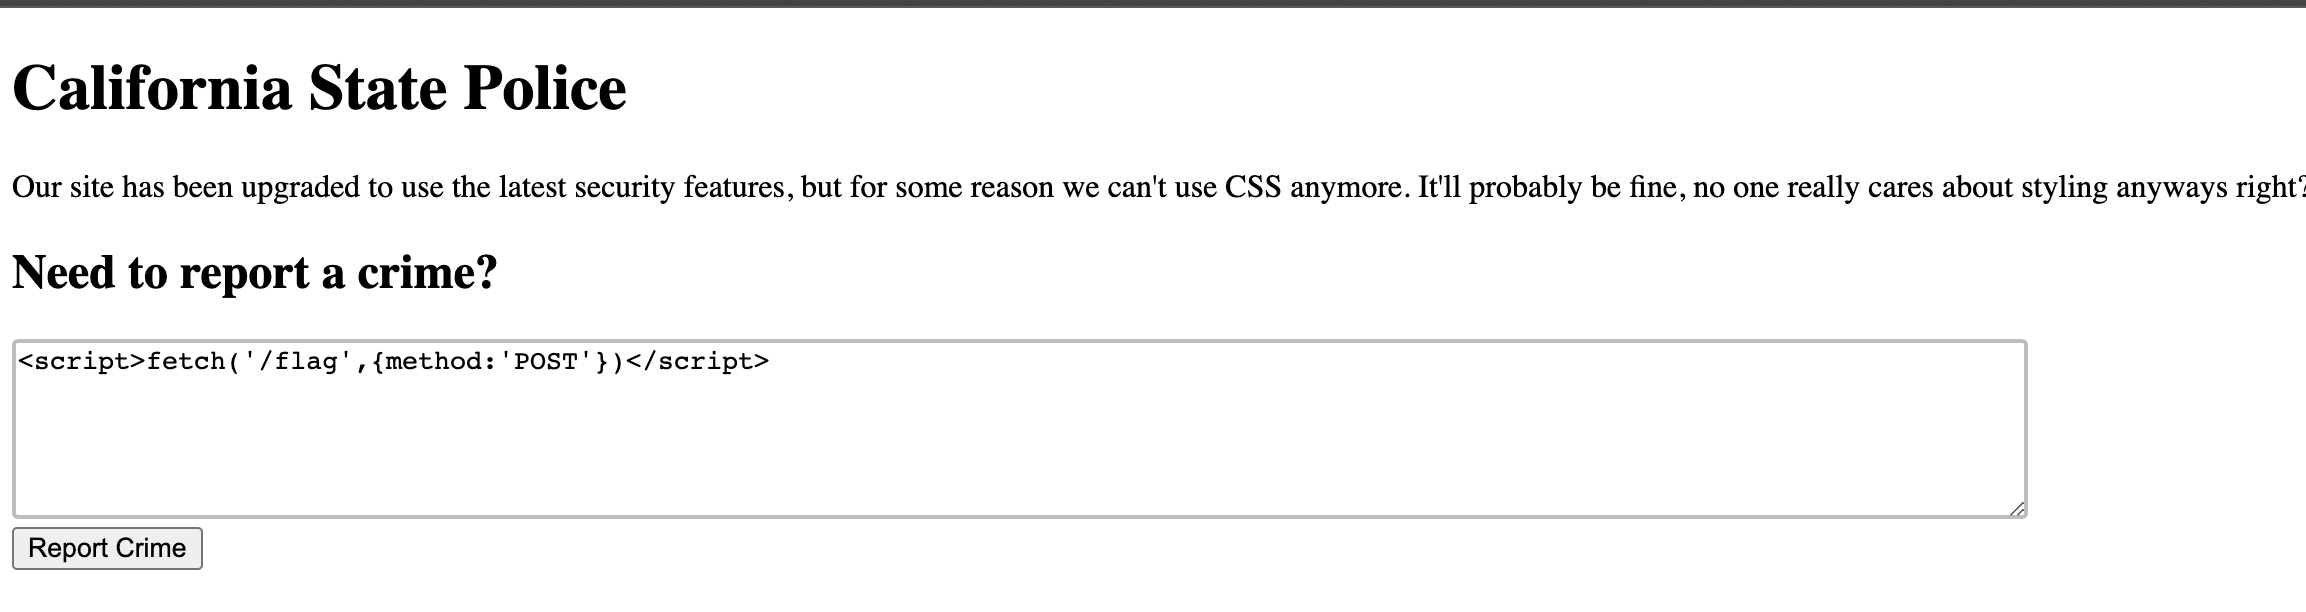 California State Police
Our site has been upgraded to use the latest security features, but for some reason we can't use CSS anymore. It'll probably be fine, no one really cares about styling anyways right?
Need to report a crime?
<script>fetch('/flag',{method:'POST'})</script>
Report Crime